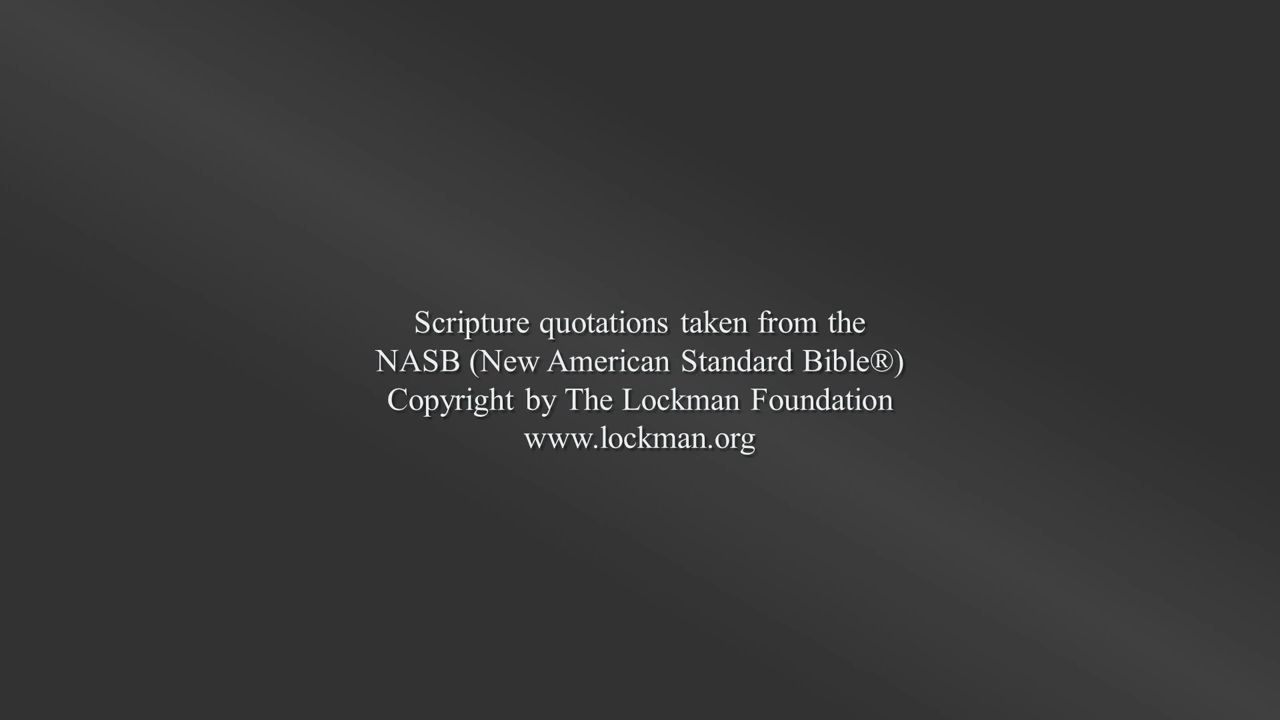 Scripture quotations taken from the
NASB (New American Standard Bible®)
Copyright by The Lockman Foundation
www.lockman.org